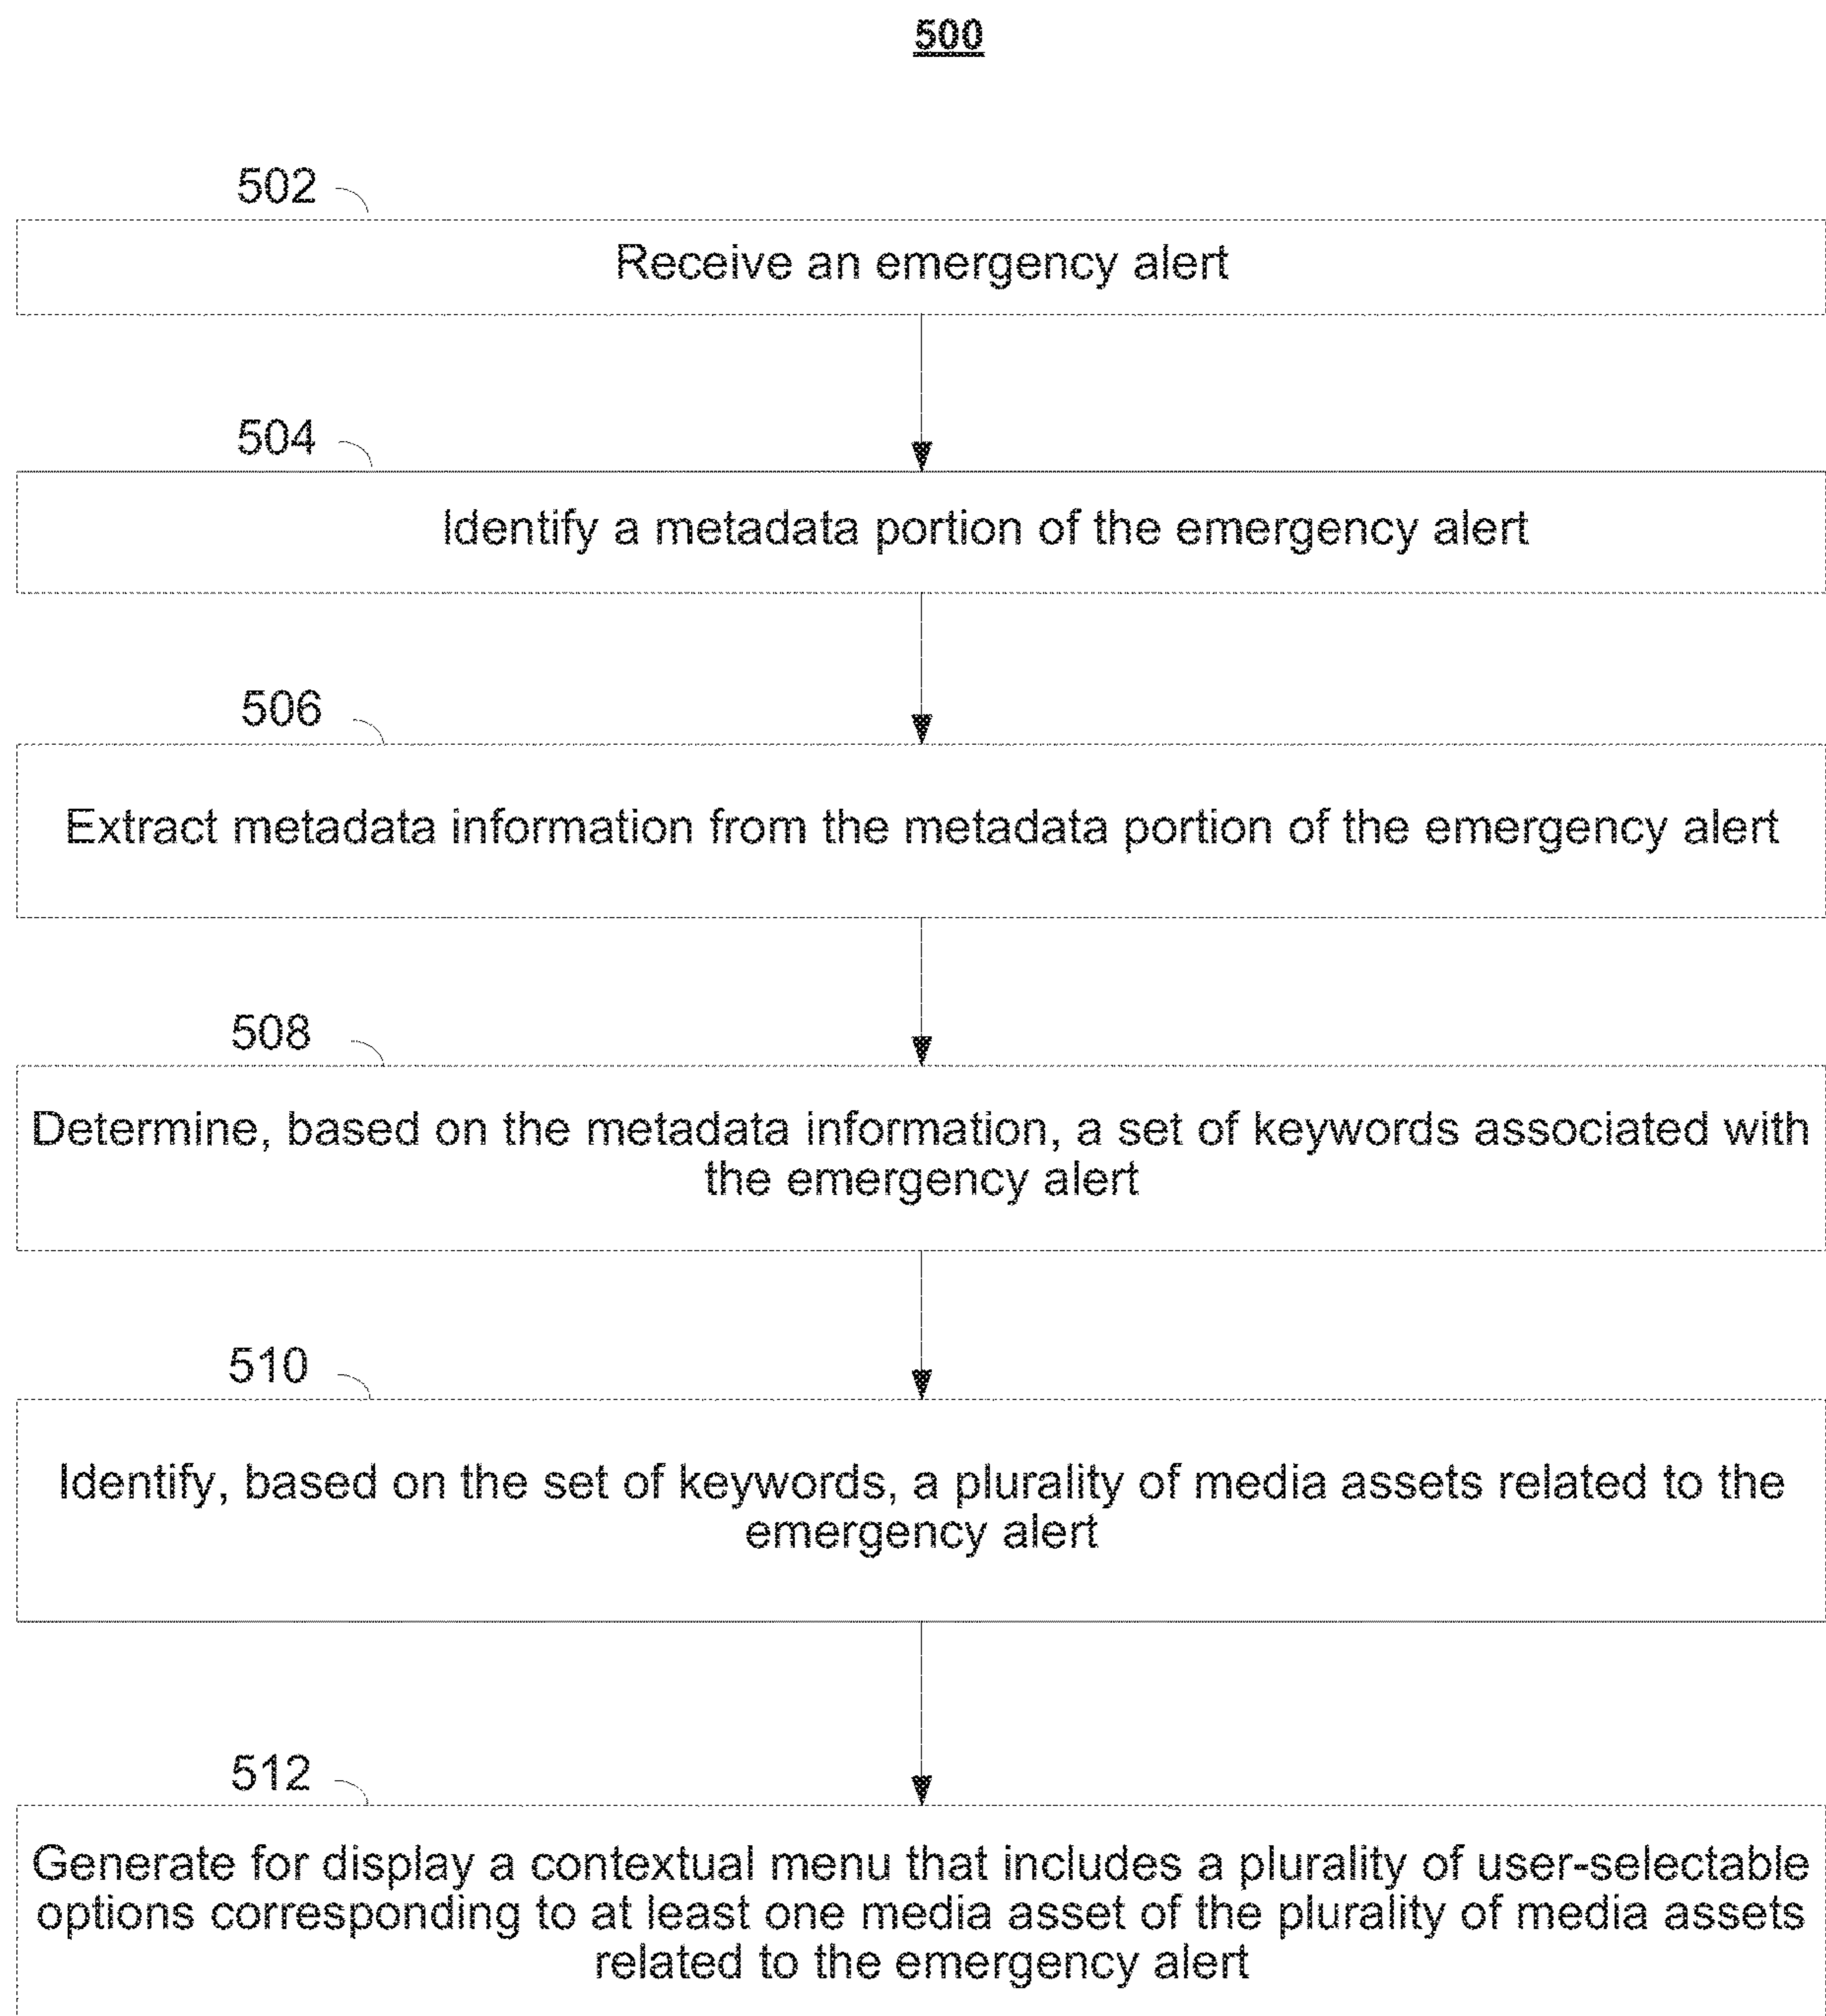 500
502
Receive an emergency alert
504
Identify a metadata portion of the emergency alert
506
Extract metadata information from the metadata portion of the emergency alert
508
Determine, based on the metadata information, a set of keywords associated with
the emergency alert
510
Identify, based on the set of keywords, a plurality of media assets related to the
emergency alert
512
Generate for display a contextual menu that includes a plurality of user-selectable
options corresponding to at least one media asset of the plurality of media assets
related to the emergency alert